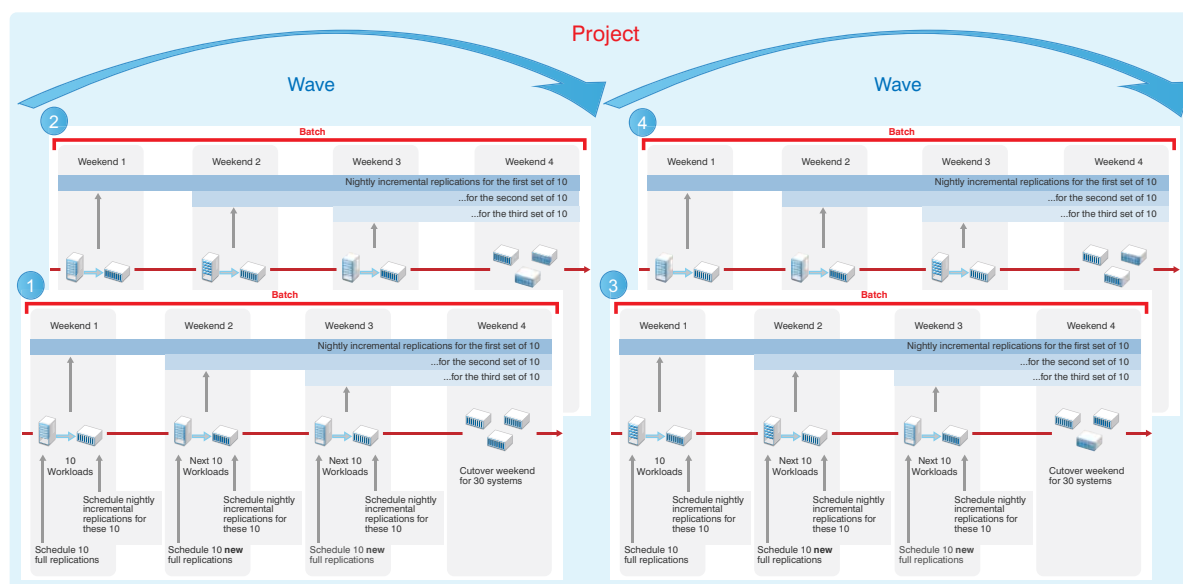 Project
Wave
Wave
2
Batch
Weekend 1
Weekend 2
Weekend 3
Weekend 4
Nightly incremental replications for the first set of 10
...for the second set of 10
...for the third set of 10
4
Batch
Weekend 1
Weekend 2
Weekend 3
Weekend 4
Nightly incremental replications for the first set of 10
...for the second set of 10
...for the third set of 10
1
Batch
Weekend 1
Weekend 2
Weekend 3
Weekend 4
Nightly incremental replications for the first set of 10
...for the second set of 10
...for the third set of 10
10
Workloads
Next 10
Workloads
Next 10
Workloads
Cutover weekend
for 30 systems
Schedule nightly
incremental
replications for
these 10
Schedule nightly
incremental
replications for
these 10
Schedule nightly
incremental
replications for
these 10
Schedule 10
full replications
Schedule 10 new
full replications
Schedule 10 new
full replications
3
Batch
Weekend 1
Weekend 2
Weekend 3
Weekend 4
Nightly incremental replications for the first set of 10
...for the second set of 10
...for the third set of 10
10
Workloads
Next 10
Workloads
Next 10
Workloads
Cutover weekend
for 30 systems
Schedule nightly
incremental
replications for
these 10
Schedule nightly
incremental
replications for
these 10
Schedule nightly
incremental
replications for
these 10
Schedule 10
full replications
Schedule 10 new
full replications
Schedule 10 new
full replications